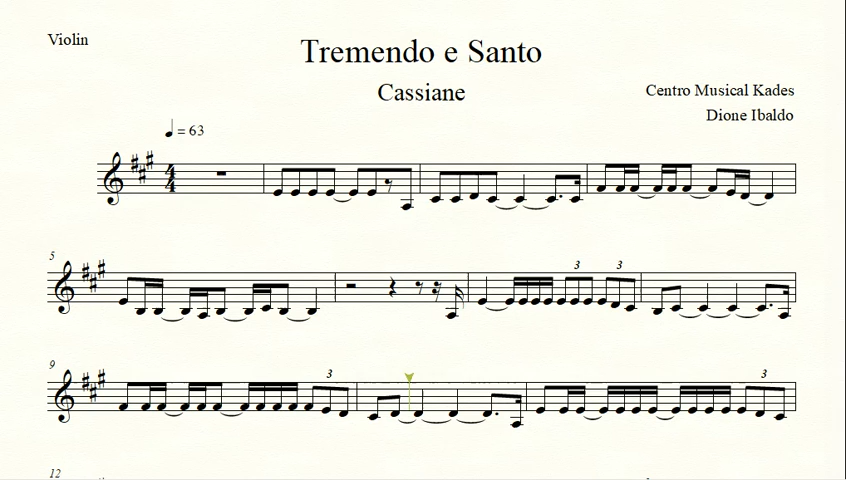 Violin
Tremendo e Santo
Cassiane
Centro Musical Kades
Dione Ibaldo
= 63
4
4
5
3
3
9
3
3
12